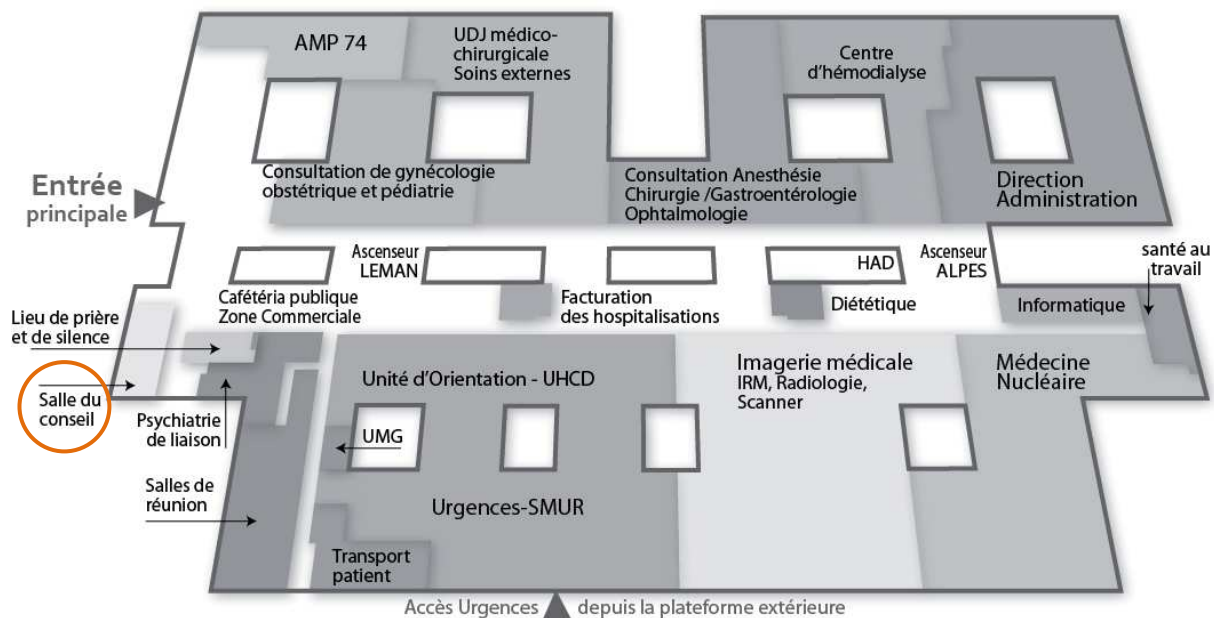 AMP 74
UDJ médico-
chirurgicale
Soins externes
Centre
d'hémodialyse
Consultation de gynécologie
obstétrique et pédiatrie
Consultation Anesthésie
Chirurgie /Gastroentérologie
Ophtalmologie
Direction
Administration
Entrée
principale
Ascenseur
LEMAN
HAD
Ascenseur
ALPES
santé au
travail
Cafétéria publique
Zone Commerciale
Facturation
des hospitalisations
Diététique
Informatique
Lieu de prière
et de silence
Salle du
conseil
Psychiatrie
de liaison
Unité d'Orientation - UHCD
Imagerie médicale
IRM, Radiologie,
Scanner
Médecine
Nucléaire
UMG
Salles de
réunion
Urgences-SMUR
Transport
patient
Accès Urgences depuis la plateforme extérieure